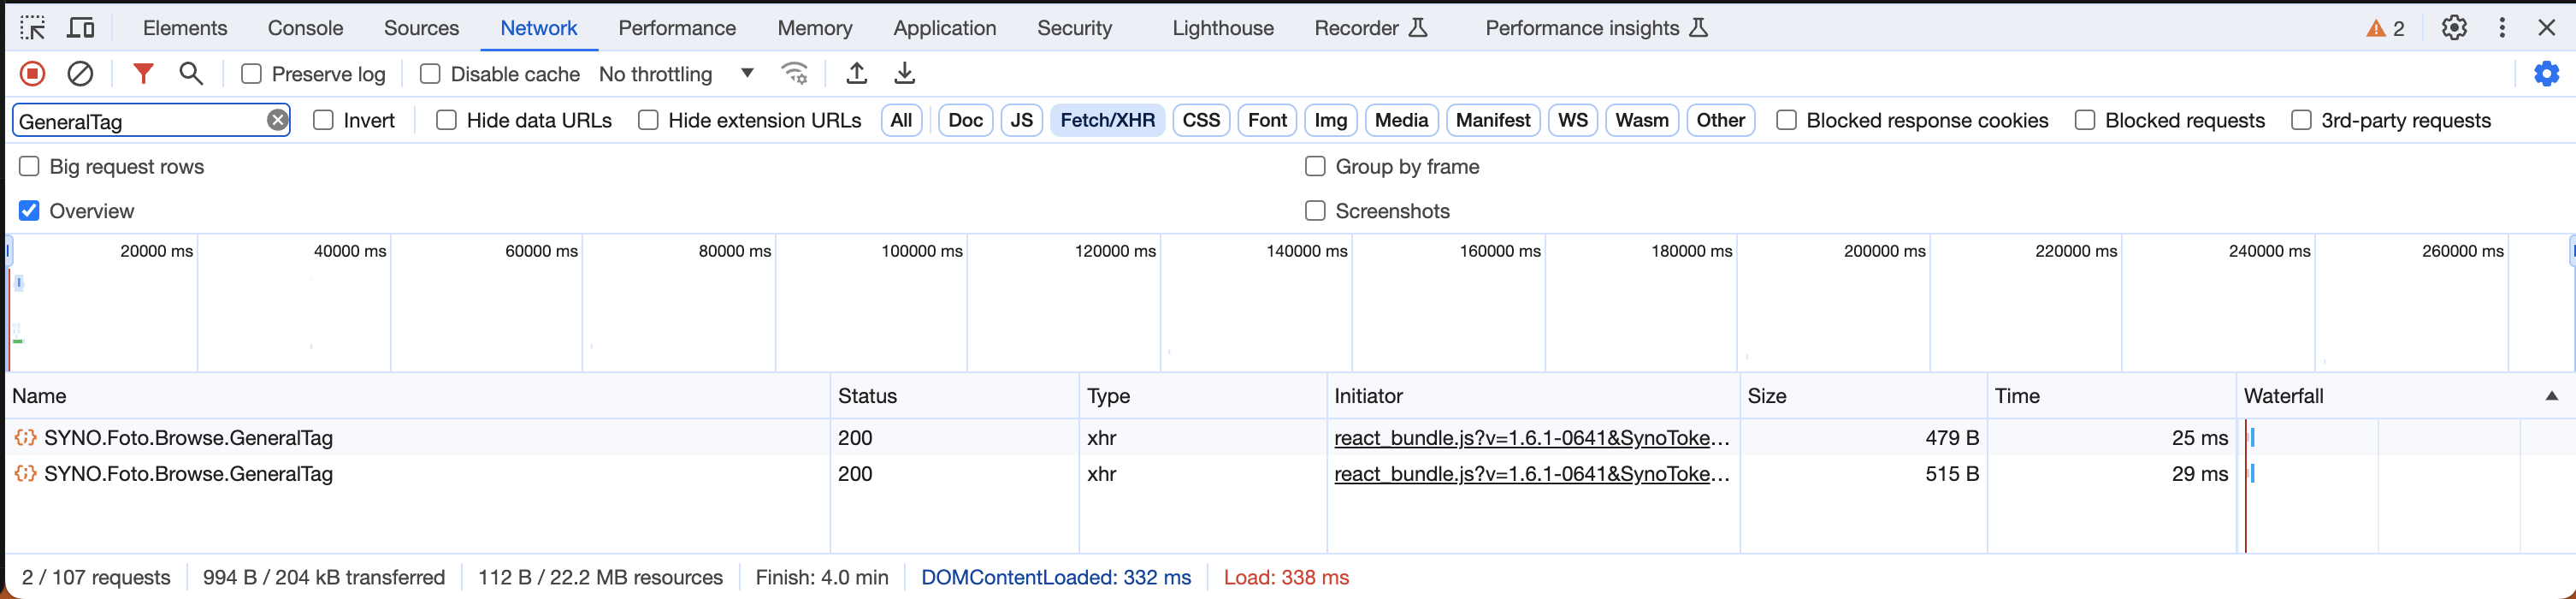 Elements Console Sources Network Performance Memory Application Security Lighthouse Recorder Performance insights 2
Preserve log Disable cache No throttling
GeneralTag Invert Hide data URLs Hide extension URLs All Doc JS Fetch/XHR CSS Font Img Media Manifest WS Wasm Other Blocked response cookies Blocked requests 3rd-party requests
Big request rows Group by frame
Overview Screenshots
20000 ms 40000 ms 60000 ms 80000 ms 100000 ms 120000 ms 140000 ms 160000 ms 180000 ms 200000 ms 220000 ms 240000 ms 260000 ms
Name Status Type Initiator Size Time Waterfall
SYNO.Foto.Browse.GeneralTag 200 xhr react_bundle.js?v=1.6.1-0641&SynoToke... 479 B 25 ms
SYNO.Foto.Browse.GeneralTag 200 xhr react_bundle.js?v=1.6.1-0641&SynoToke... 515 B 29 ms
2 / 107 requests 994 B / 204 kB transferred 112 B / 22.2 MB resources Finish: 4.0 min DOMContentLoaded: 332 ms Load: 338 ms